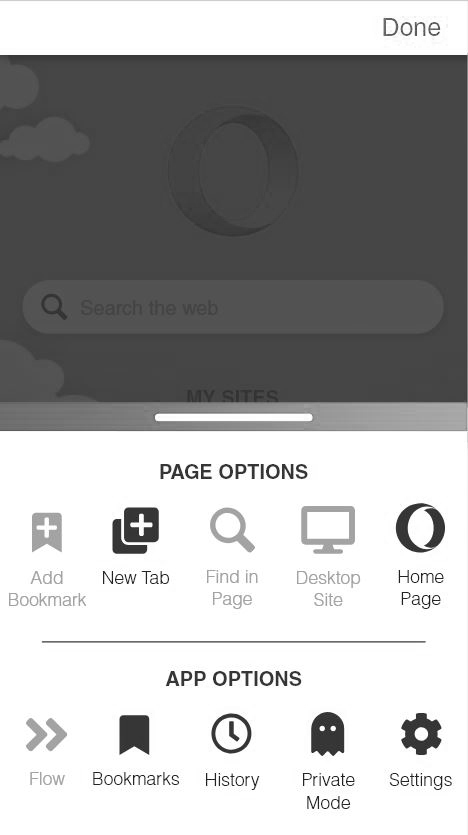 Done
Search the web
MY SITES
PAGE OPTIONS
Add Bookmark
New Tab
Find in Page
Desktop Site
Home Page
APP OPTIONS
Flow
Bookmarks
History
Private Mode
Settings